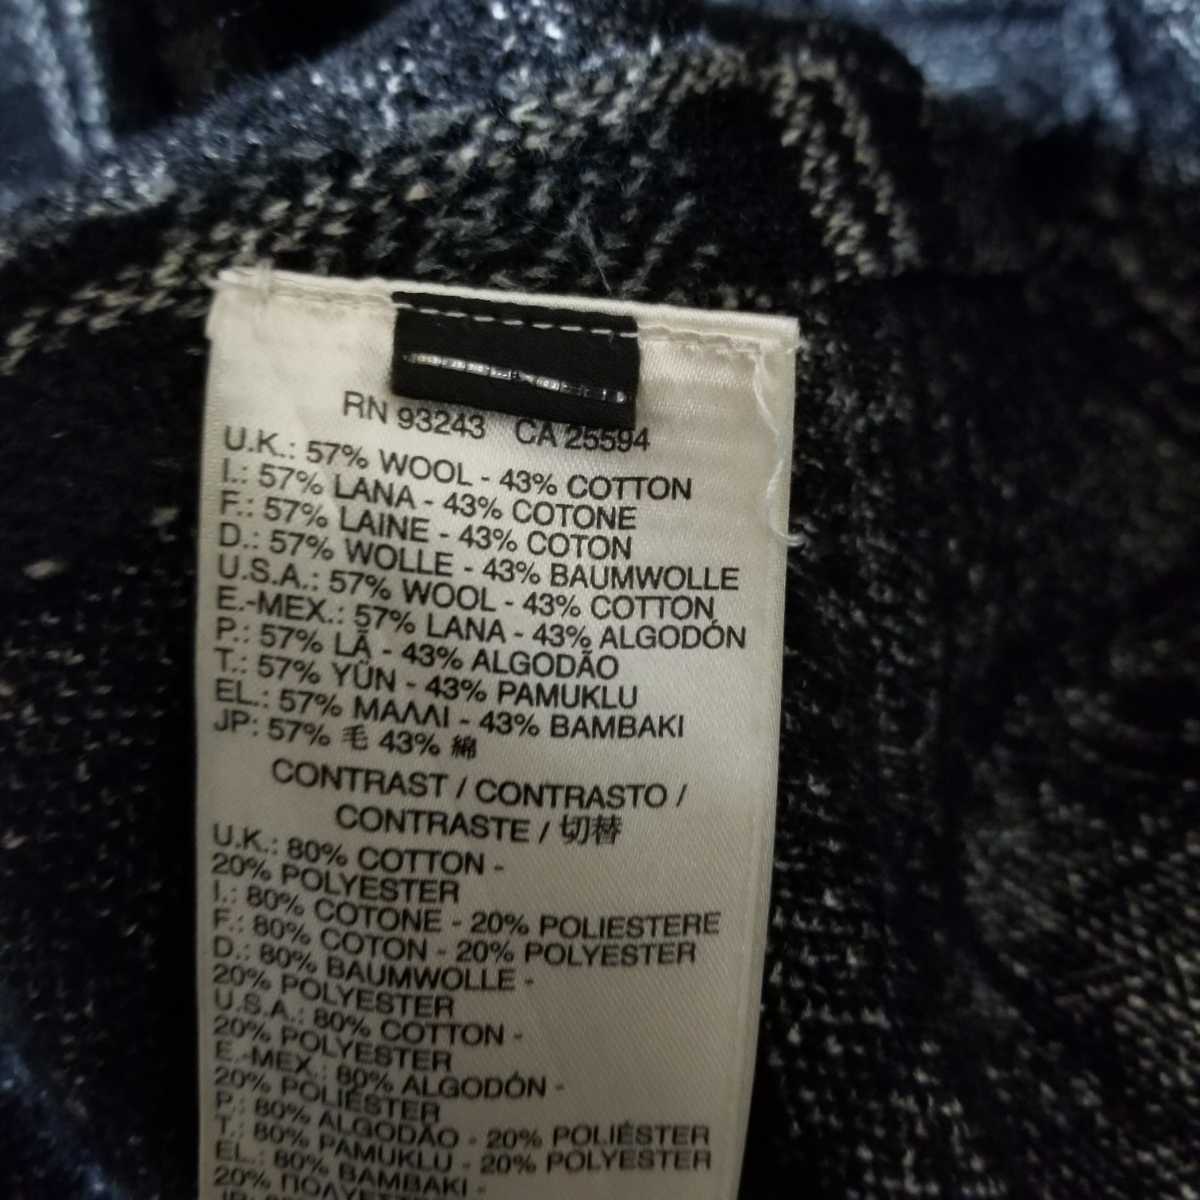 RN 93243 CA 25594
U.K.: 57% WOOL - 43% COTTON
I.: 57% LANA - 43% COTONE
F.: 57% LAINE - 43% COTON
D.: 57% WOLLE - 43% BAUMWOLLE
U.S.A.: 57% WOOL - 43% COTTON
E.-MEX.: 57% LANA - 43% ALGODÓN
P.: 57% LÃ - 43% ALGODÃO
T.: 57% YÜN - 43% PAMUKLU
EL.: 57% ΜΑΛΛΙ - 43% BAMBAKI
JP: 57% 毛 43% 綿
CONTRAST / CONTRASTO /
CONTRASTE / 切替
U.K.: 80% COTTON -
20% POLYESTER
I.: 80% COTONE - 20% POLIESTERE
F.: 80% COTON - 20% POLYESTER
D.: 80% BAUMWOLLE -
20% POLYESTER
U.S.A.: 80% COTTON -
20% POLYESTER
E.-MEX.: 80% ALGODÓN -
20% POLIÉSTER
P.: 80% ALGODÃO - 20% POLIÉSTER
T.: 80% PAMUKLU - 20% POLYESTER
EL.: 80% BAMBAKI -
20%